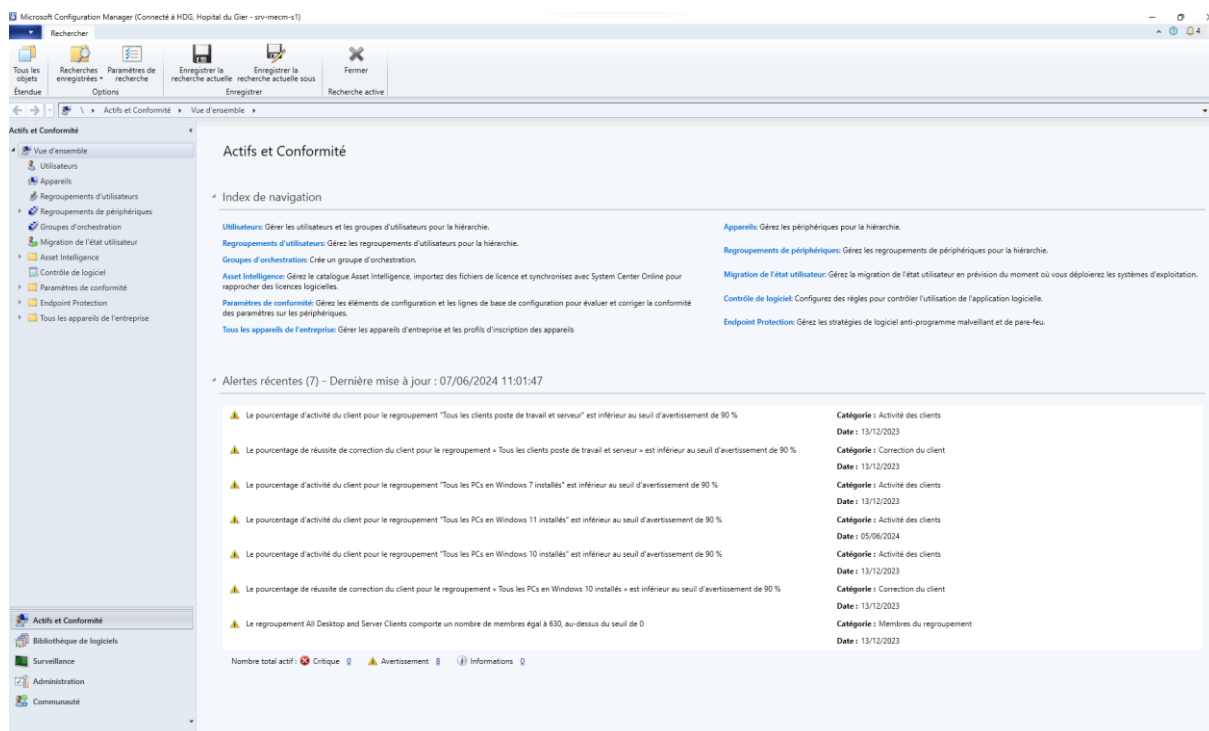 Microsoft Configuration Manager (Connecté à HDG, Hopital du Gier - srv-mecm-s1)
Rechercher
4
Tous les objets
Recherches enregistrées
Paramètres de recherche
Enregistrer la recherche actuelle
Enregistrer la recherche actuelle sous
Fermer
Étendue
Options
Enregistrer
Recherche active
\ Actifs et Conformité Vue d'ensemble
Actifs et Conformité
Vue d'ensemble
Utilisateurs
Appareils
Regroupements d'utilisateurs
Regroupements de périphériques
Groupes d'orchestration
Migration de l'état utilisateur
Asset Intelligence
Contrôle de logiciel
Paramètres de conformité
Endpoint Protection
Tous les appareils de l'entreprise
Actifs et Conformité
Bibliothèque de logiciels
Surveillance
Administration
Communauté
Actifs et Conformité
Index de navigation
Utilisateurs: Gérer les utilisateurs et les groupes d'utilisateurs pour la hiérarchie.
Regroupements d'utilisateurs: Gérez les regroupements d'utilisateurs pour la hiérarchie.
Groupes d'orchestration: Crée un groupe d'orchestration.
Asset Intelligence: Gérez le catalogue Asset Intelligence, importez des fichiers de licence et synchronisez avec System Center Online pour
rapprocher des licences logicielles.
Paramètres de conformité: Gérez les éléments de configuration et les lignes de base de configuration pour évaluer et corriger la conformité
des paramètres sur les périphériques.
Tous les appareils de l'entreprise: Gérer les appareils d'entreprise et les profils d'inscription des appareils
Appareils: Gérez les périphériques pour la hiérarchie.
Regroupements de périphériques: Gérez les regroupements de périphériques pour la hiérarchie.
Migration de l'état utilisateur: Gérez la migration de l'état utilisateur en prévision du moment où vous déploierez les systèmes d'exploitation.
Contrôle de logiciel: Configurez des règles pour contrôler l'utilisation de l'application logicielle.
Endpoint Protection: Gérez les stratégies de logiciel anti-programme malveillant et de pare-feu.
Alertes récentes (7) - Dernière mise à jour : 07/06/2024 11:01:47
Le pourcentage d'activité du client pour le regroupement "Tous les clients poste de travail et serveur" est inférieur au seuil d'avertissement de 90 %
Catégorie : Activité des clients
Date : 13/12/2023
Le pourcentage de réussite de correction du client pour le regroupement « Tous les clients poste de travail et serveur » est inférieur au seuil d'avertissement de 90 %
Catégorie : Correction du client
Date : 13/12/2023
Le pourcentage d'activité du client pour le regroupement "Tous les PCs en Windows 7 installés" est inférieur au seuil d'avertissement de 90 %
Catégorie : Activité des clients
Date : 13/12/2023
Le pourcentage d'activité du client pour le regroupement "Tous les PCs en Windows 11 installés" est inférieur au seuil d'avertissement de 90 %
Catégorie : Activité des clients
Date : 05/06/2024
Le pourcentage d'activité du client pour le regroupement "Tous les PCs en Windows 10 installés" est inférieur au seuil d'avertissement de 90 %
Catégorie : Activité des clients
Date : 13/12/2023
Le pourcentage de réussite de correction du client pour le regroupement « Tous les PCs en Windows 10 installés » est inférieur au seuil d'avertissement de 90 %
Catégorie : Correction du client
Date : 13/12/2023
Le regroupement All Desktop and Server Clients comporte un nombre de membres égal à 630, au-dessus du seuil de 0
Catégorie : Membres du regroupement
Date : 13/12/2023
Nombre total actif : Critique 0 Avertissement 8 Informations 0